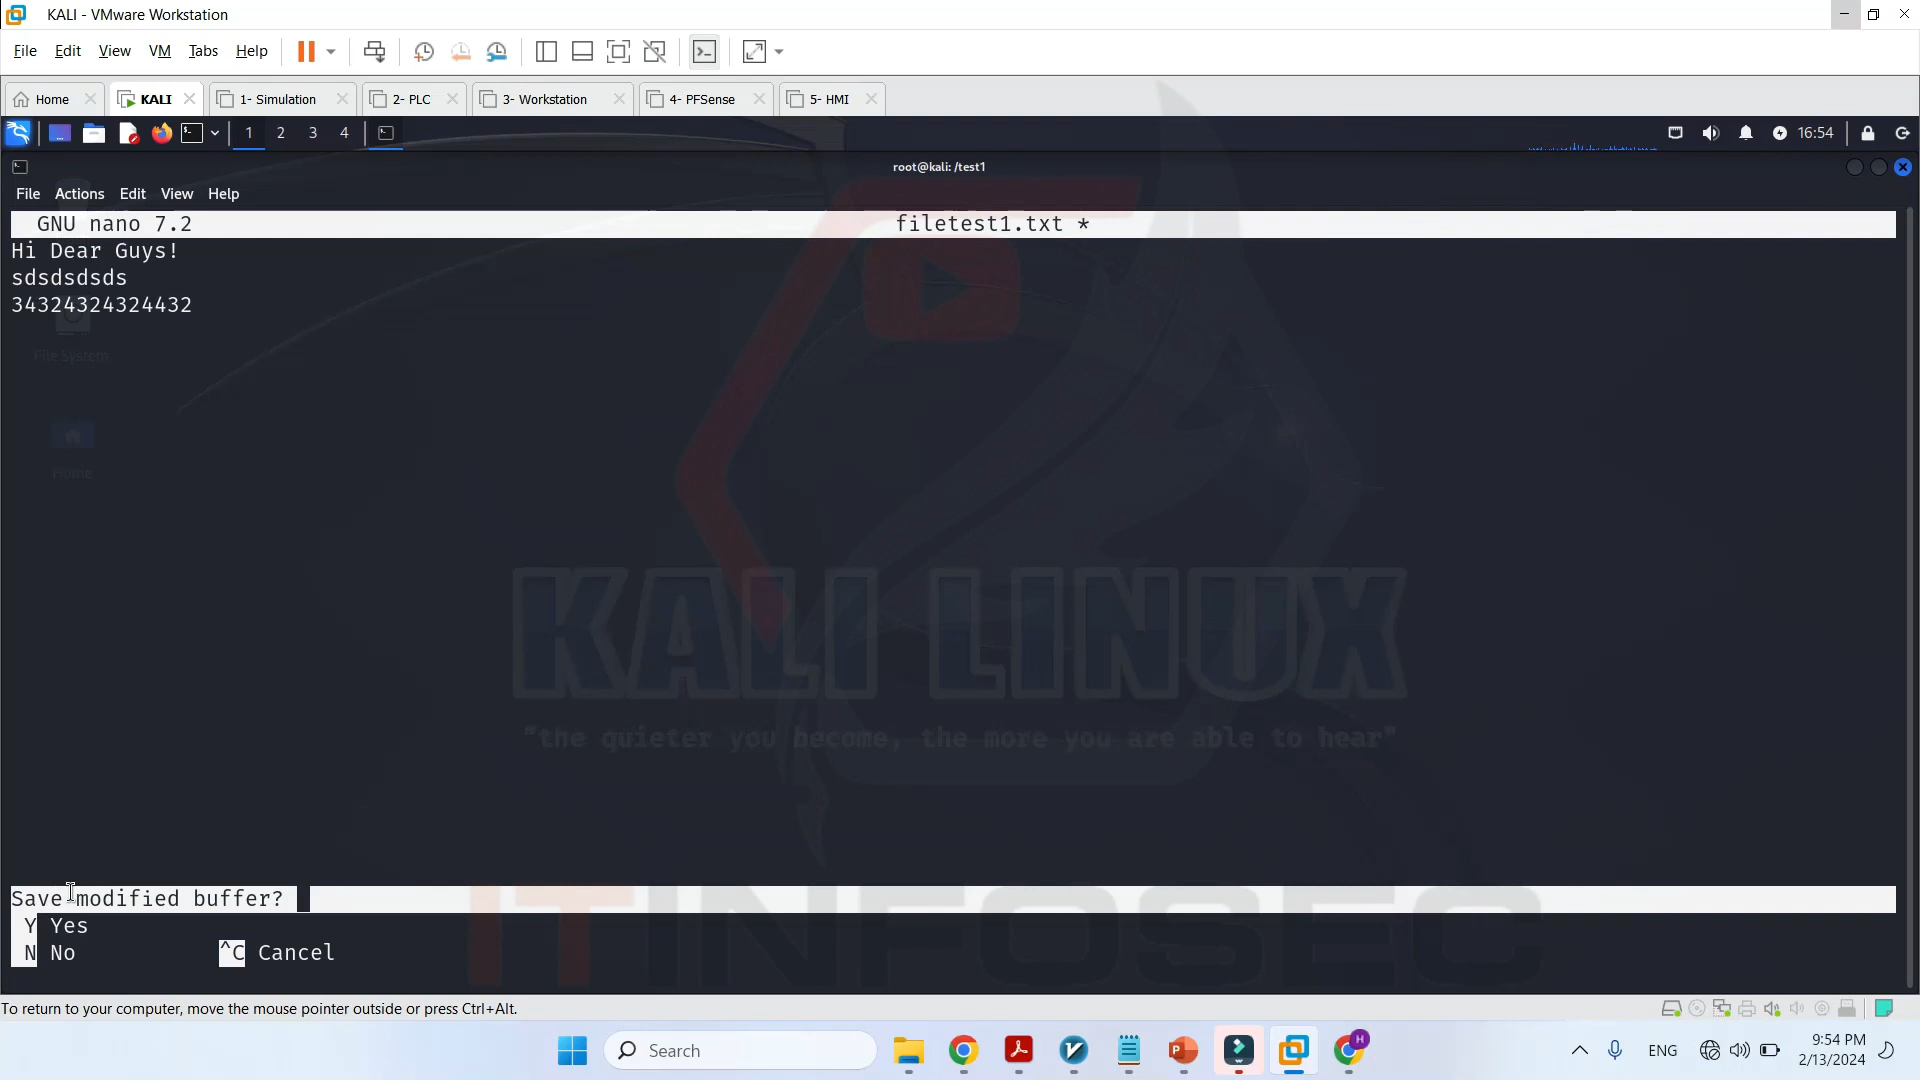 KALI - VMware Workstation
File Edit View VM Tabs Help
Home KALI 1- Simulation 2- PLC 3- Workstation 4- PFSense 5- HMI
1 2 3 4 16:54
root@kali: /test1
File Actions Edit View Help
GNU nano 7.2 filetest1.txt *
Hi Dear Guys!
sdsdsdsds
34324324324432
File System
Home
KALI LINUX
"the quieter you become, the more you are able to hear"
Save modified buffer?
Y Yes
N No ^C Cancel
ITINFOSEC
To return to your computer, move the mouse pointer outside or press Ctrl+Alt.
Search
H
ENG
9:54 PM
2/13/2024